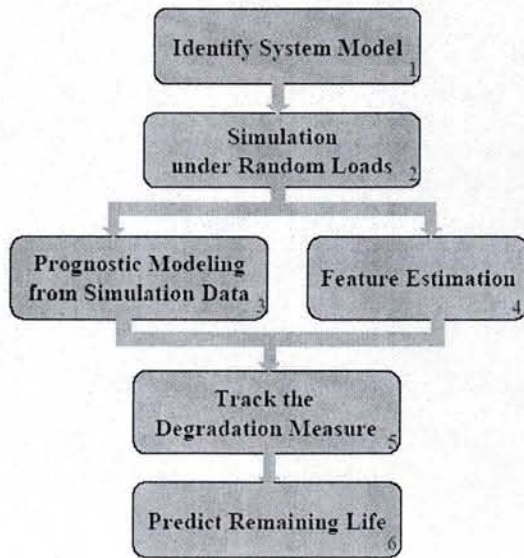 Identify System Model
1
Simulation
under Random Loads
2
Prognostic Modeling
from Simulation Data
3
Feature Estimation
4
Track the
Degradation Measure
5
Predict Remaining Life
6